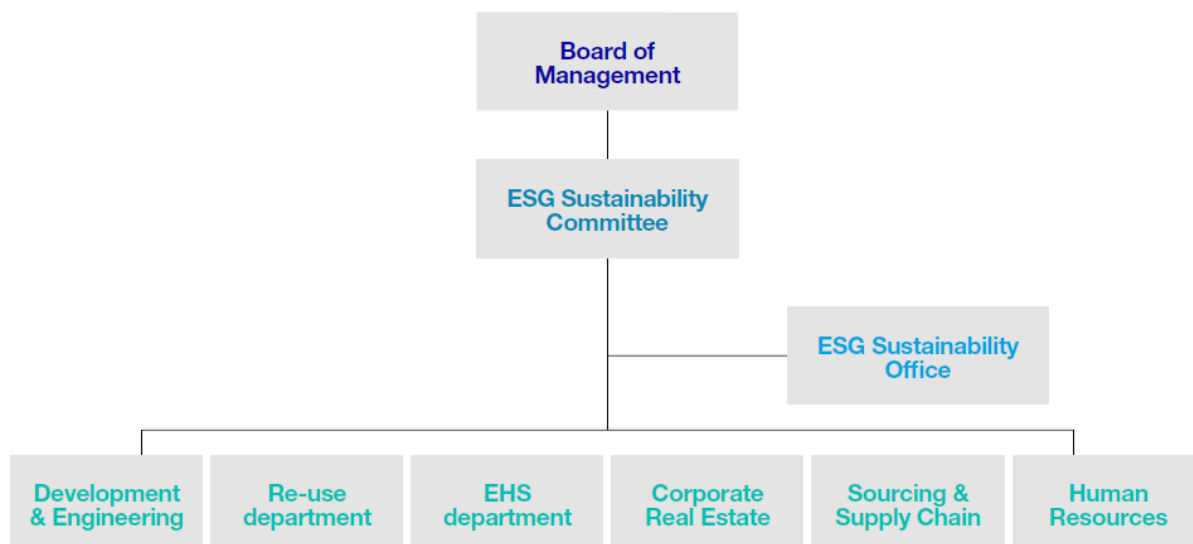 Board of
Management
ESG Sustainability
Committee
ESG Sustainability
Office
Development
& Engineering
Re-use
department
EHS
department
Corporate
Real Estate
Sourcing &
Supply Chain
Human
Resources